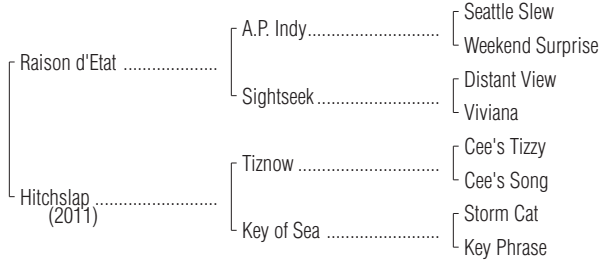 Seattle Slew
A.P. Indy
Weekend Surprise
Raison d'Etat
Distant View
Sightseek
Viviana
Cee's Tizzy
Tiznow
Cee's Song
Hitchslap
(2011)
Storm Cat
Key of Sea
Key Phrase